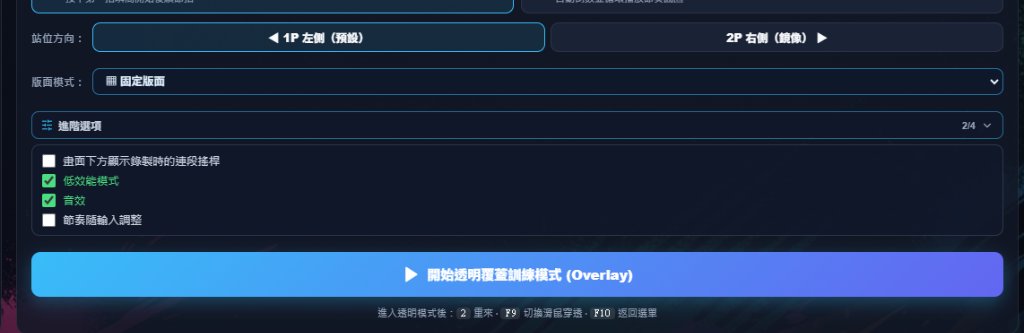 站位方向：
◀ 1P 左側（預設）
2P 右側（鏡像） ▶
版面模式：
固定版面
進階選項
2/4
畫面下方顯示錄製時的連段搖桿
低效能模式
音效
節奏隨輸入調整
▶ 開始透明覆蓋訓練模式 (Overlay)
進入透明模式後： 2 重來 · F9 切換滑鼠穿透 · F10 返回選單